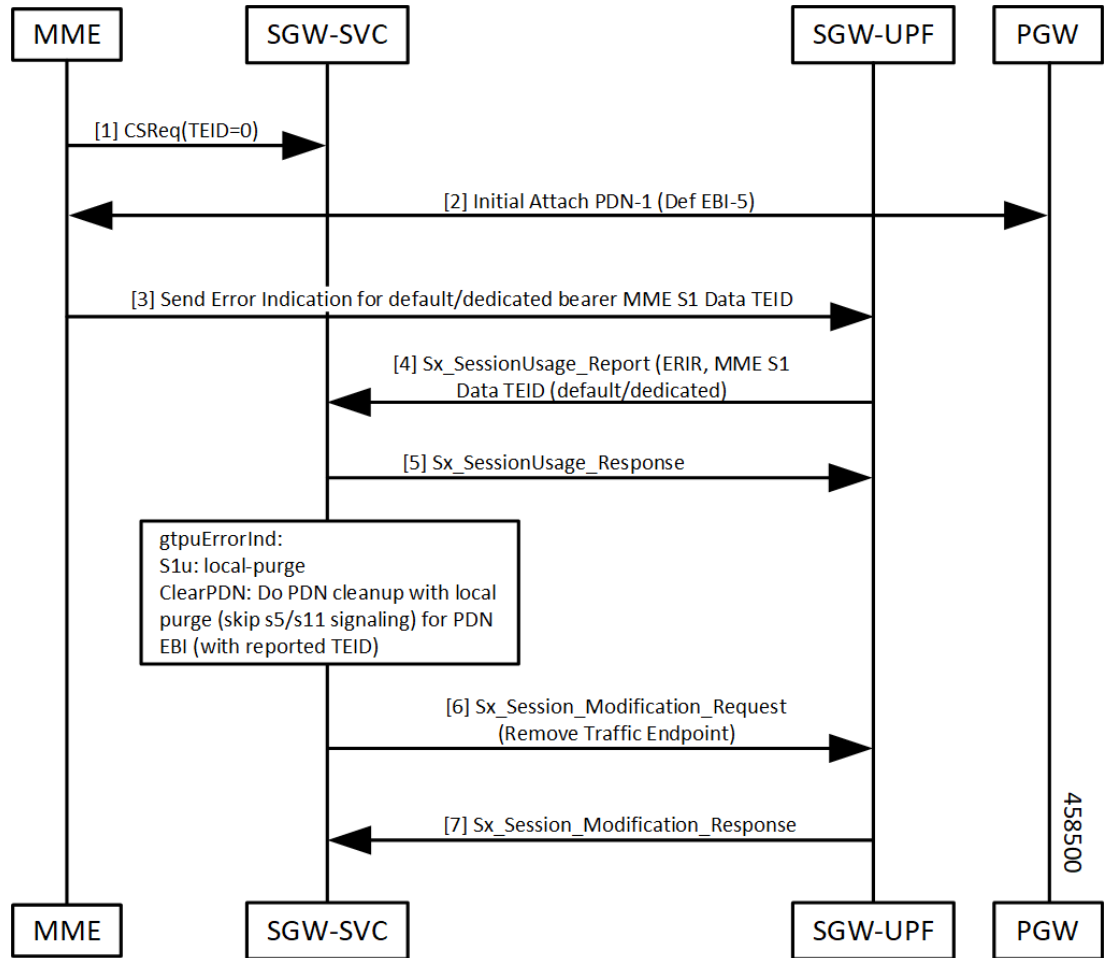 MME
SGW-SVC
SGW-UPF
PGW
[1] CSReq(TEID=0)
[2] Initial Attach PDN-1 (Def EBI-5)
[3] Send Error Indication for default/dedicated bearer MME S1 Data TEID
[4] Sx_SessionUsage_Report (ERIR, MME S1
Data TEID (default/dedicated)
[5] Sx_SessionUsage_Response
gtpuErrorInd:
S1u: local-purge
ClearPDN: Do PDN cleanup with local
purge (skip s5/s11 signaling) for PDN
EBI (with reported TEID)
[6] Sx_Session_Modification_Request
(Remove Traffic Endpoint)
[7] Sx_Session_Modification_Response
458500
MME
SGW-SVC
SGW-UPF
PGW